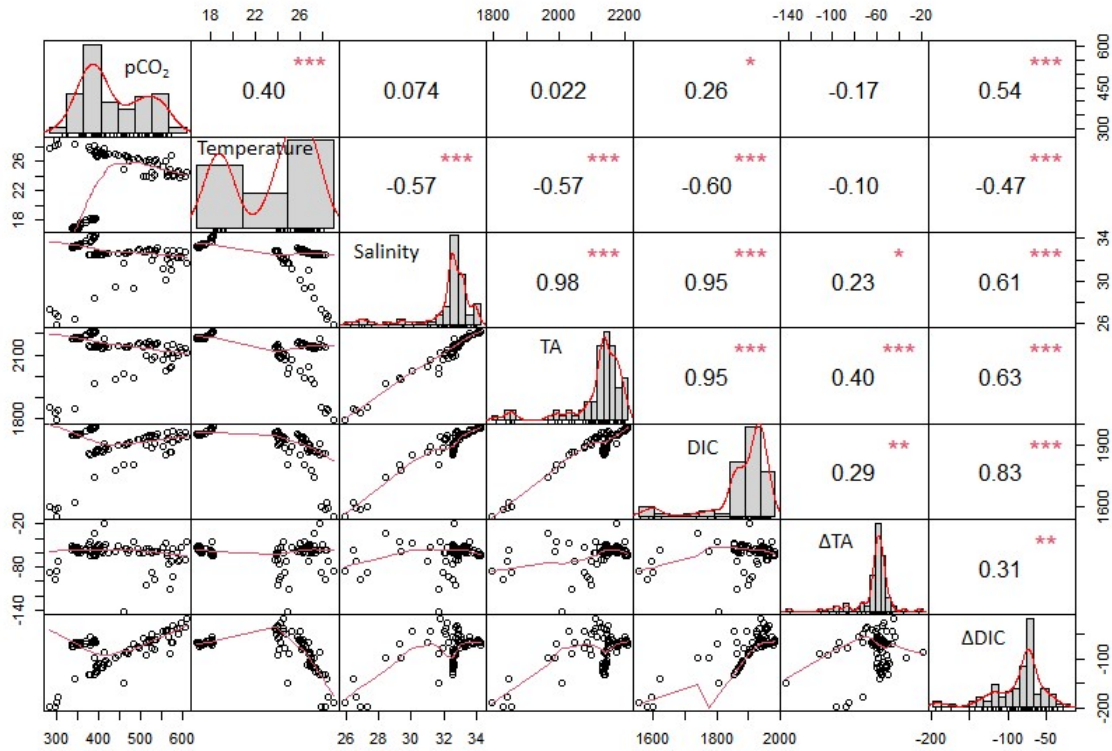 18 22 26 1800 2000 2200 -140 -100 -60 -20
pCO₂ *** * *** 600
0.40 0.074 0.022 0.26 -0.17 0.54 450
300
26 Temperature *** *** *** ***
22 -0.57 -0.57 -0.60 -0.10 -0.47
18
Salinity *** *** * *** 34
0.98 0.95 0.23 0.61 30
26
2100 TA *** *** ***
0.95 0.40 0.63
1800
DIC ** *** 1900
0.29 0.83
1600
-20 ΔTA **
-80 0.31
-140
ΔDIC
-100
-200
300 400 500 600 26 28 30 32 34 1600 1800 2000 -200 -100 -50